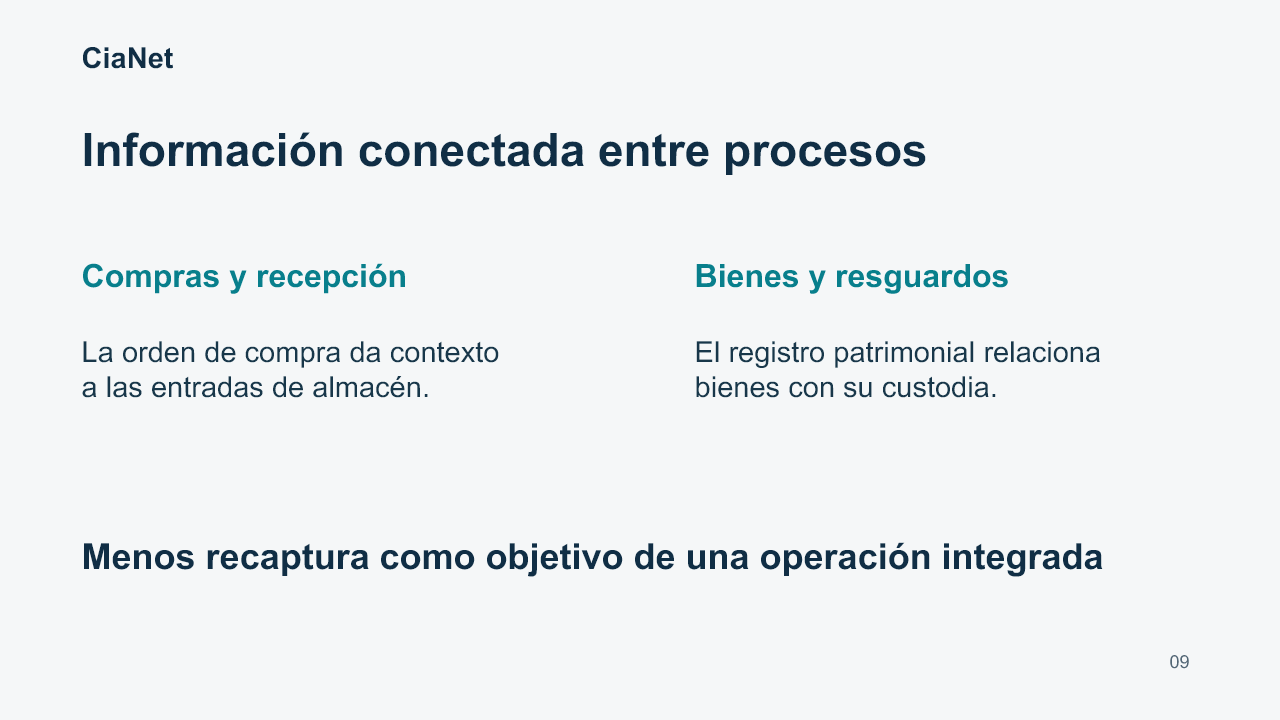 CiaNet
Información conectada entre procesos
Compras y recepción
La orden de compra da contexto
a las entradas de almacén.
Bienes y resguardos
El registro patrimonial relaciona
bienes con su custodia.
Menos recaptura como objetivo de una operación integrada
09